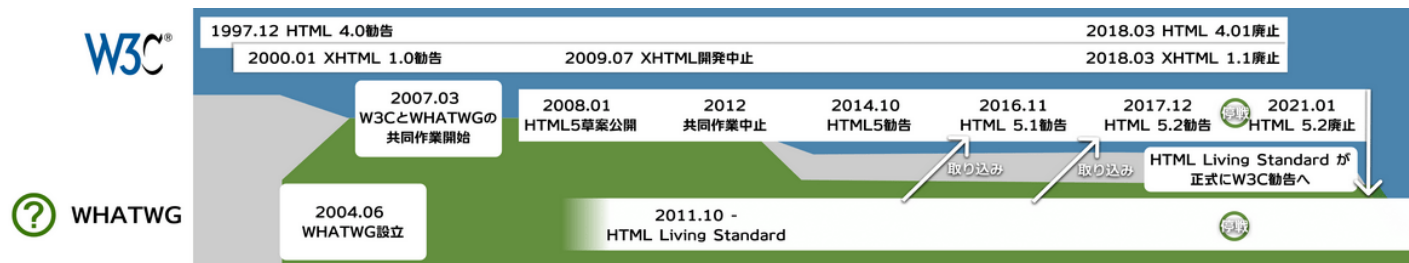 W3C®
1997.12 HTML 4.0勧告
2018.03 HTML 4.01廃止
2000.01 XHTML 1.0勧告
2009.07 XHTML開発中止
2018.03 XHTML 1.1廃止
2007.03
W3CとWHATWGの
共同作業開始
2008.01
HTML5草案公開
2012
共同作業中止
2014.10
HTML5勧告
2016.11
HTML 5.1勧告
2017.12
HTML 5.2勧告
停戦
2021.01
HTML 5.2廃止
取り込み
取り込み
HTML Living Standard が
正式にW3C勧告へ
? WHATWG
2004.06
WHATWG設立
2011.10 -
HTML Living Standard
停戦